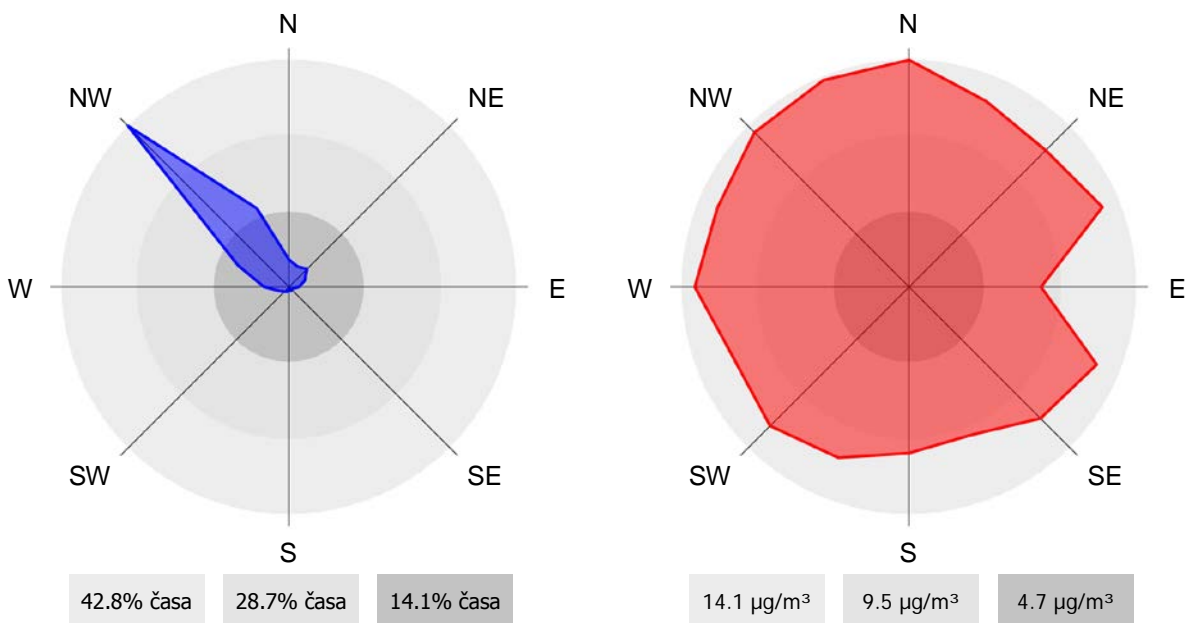 N
NW
NE
W
E
SW
SE
S
42.8% časa
28.7% časa
14.1% časa
N
NW
NE
W
E
SW
SE
S
14.1 µg/m³
9.5 µg/m³
4.7 µg/m³